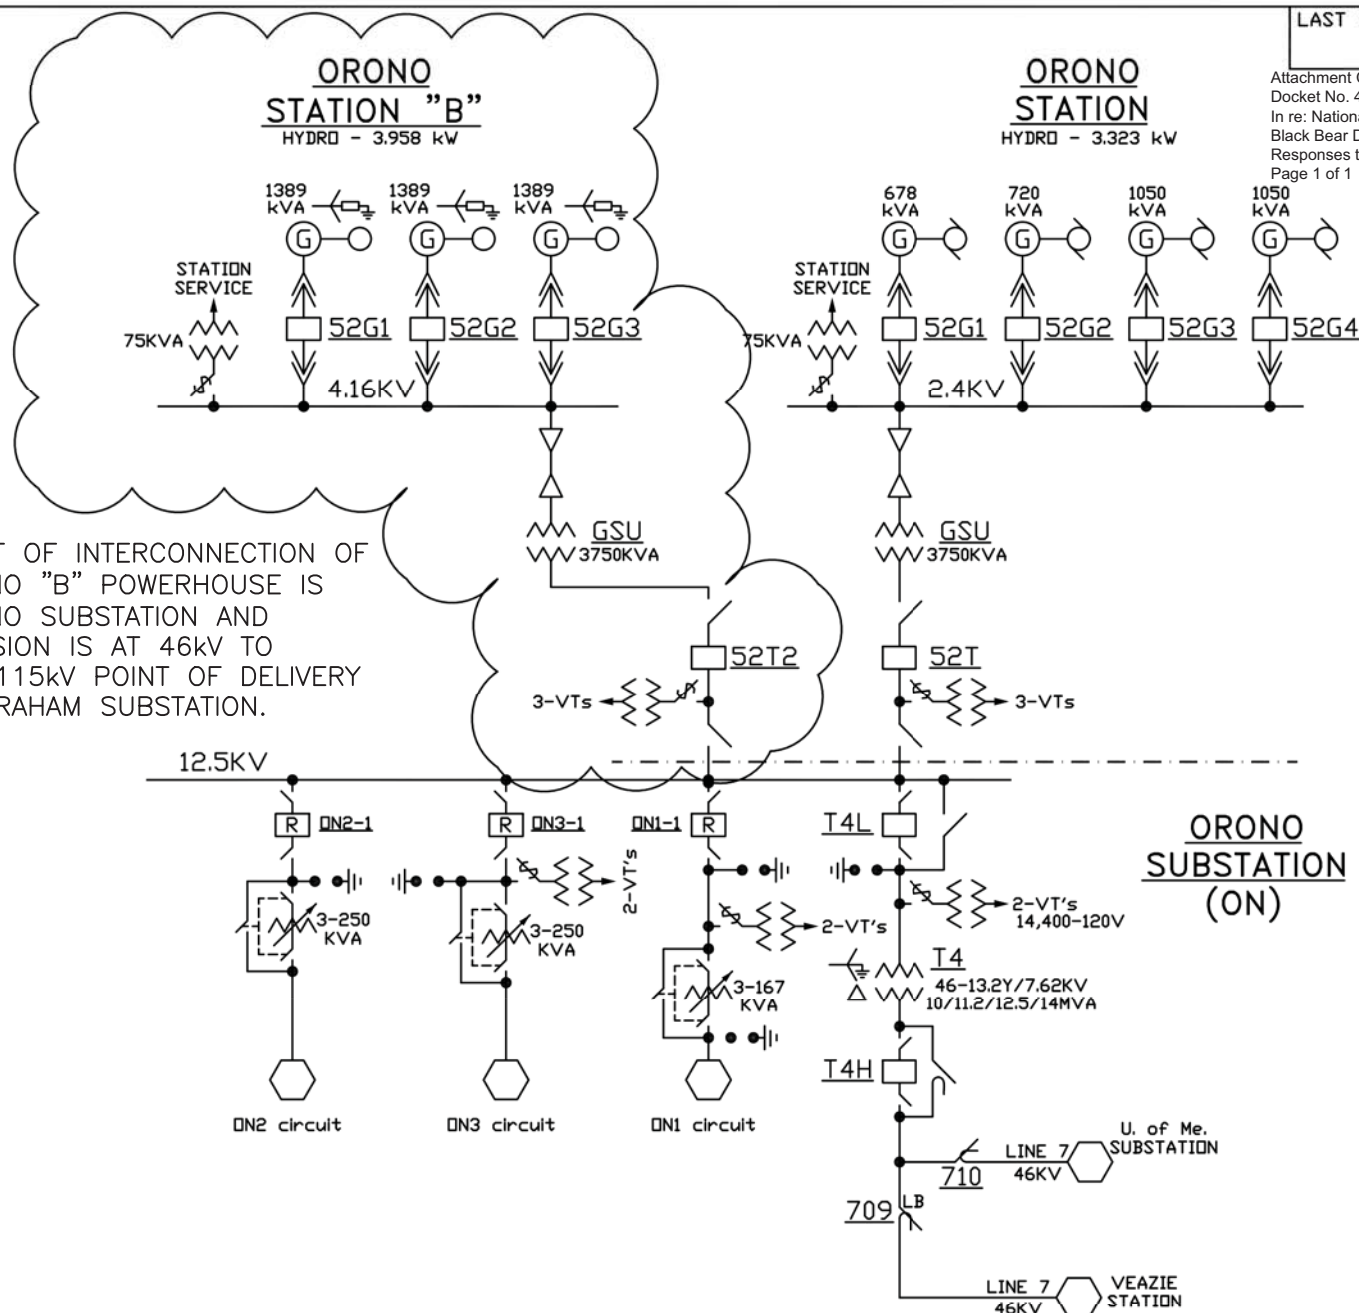 LAST
Attachment
Docket No. 4
In re: Nationa
Black Bear D
Responses t
Page 1 of 1
ORONO
STATION "B"
HYDRO - 3.958 kW
ORONO
STATION
HYDRO - 3.323 kW
1389
kVA
1389
kVA
1389
kVA
678
kVA
720
kVA
1050
kVA
1050
kVA
G
G
G
G
G
G
G
STATION
SERVICE
STATION
SERVICE
75KVA
52G1
52G2
52G3
75KVA
52G1
52G2
52G3
52G4
4.16KV
2.4KV
GSU
3750KVA
GSU
3750KVA
T OF INTERCONNECTION OF
NO "B" POWERHOUSE IS
NO SUBSTATION AND
SION IS AT 46kV TO
115kV POINT OF DELIVERY
RAHAM SUBSTATION.
52T2
52T
3-VTs
3-VTs
12.5KV
R
ON2-1
R
ON3-1
ON1-1
R
T4L
ORONO
SUBSTATION
(ON)
3-250
KVA
3-250
KVA
2-VT's
2-VT's
2-VT's
14,400-120V
3-167
KVA
T4
46-13.2Y/7.62KV
10/11.2/12.5/14MVA
T4H
ON2 circuit
ON3 circuit
ON1 circuit
U. of Me.
SUBSTATION
LINE 7
46KV
710
709
LB
LINE 7
46KV
VEAZIE
STATION